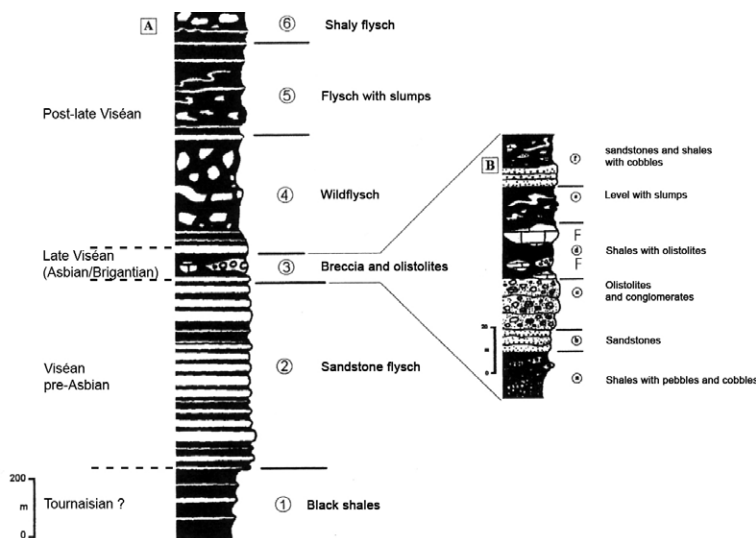 A
⑥ Shaly flysch
Post-late Viséan
⑤ Flysch with slumps
④ Wildflysch
Late Viséan
(Asbian/Brigantian)
③ Breccia and olistolites
Viséan
pre-Asbian
② Sandstone flysch
200
m
0
Tournaisian ?
① Black shales
B
ⓕ sandstones and shales
with cobbles
Level with slumps
F
ⓓ Shales with olistolites
F
Olistolites
and conglomerates
ⓑ Sandstones
ⓐ Shales with pebbles and cobbles
20
m
0